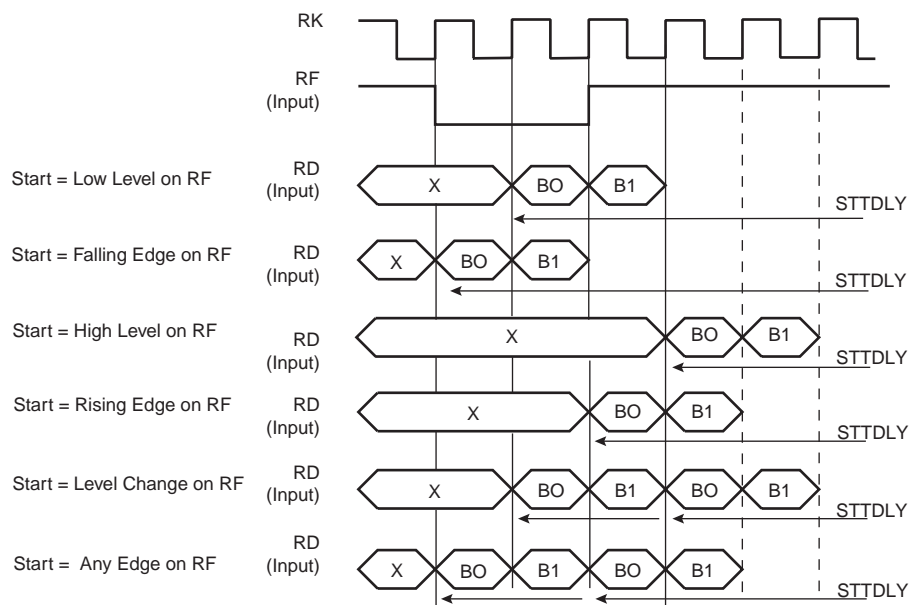 RK
RF
(Input)
Start = Low Level on RF
RD
(Input)
X
BO
B1
STTDLY
Start = Falling Edge on RF
RD
(Input)
X
BO
B1
STTDLY
Start = High Level on RF
RD
(Input)
X
BO
B1
STTDLY
Start = Rising Edge on RF
RD
(Input)
X
BO
B1
STTDLY
Start = Level Change on RF
RD
(Input)
X
BO
B1
BO
B1
STTDLY
Start = Any Edge on RF
RD
(Input)
X
BO
B1
BO
B1
STTDLY